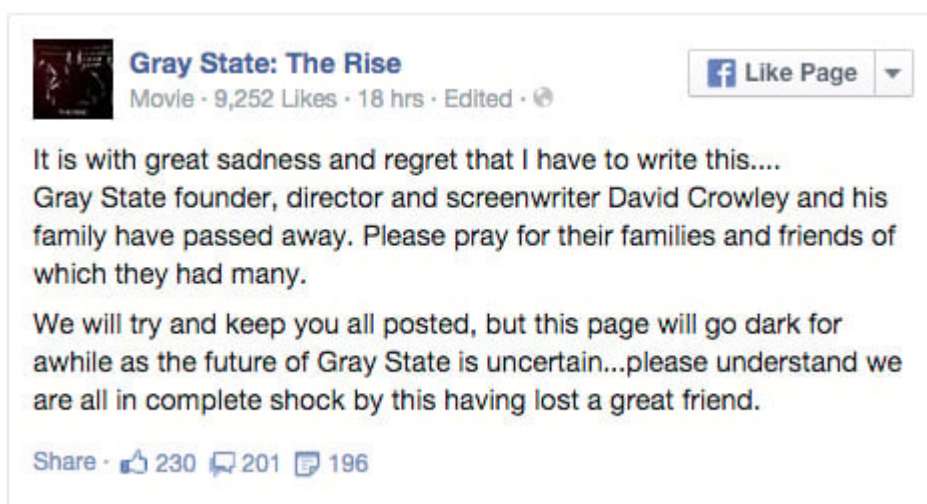 Gray State: The Rise
Movie · 9,252 Likes · 18 hrs · Edited ·
Like Page
It is with great sadness and regret that I have to write this....
Gray State founder, director and screenwriter David Crowley and his
family have passed away. Please pray for their families and friends of
which they had many.
We will try and keep you all posted, but this page will go dark for
awhile as the future of Gray State is uncertain...please understand we
are all in complete shock by this having lost a great friend.
Share · 230 201 196